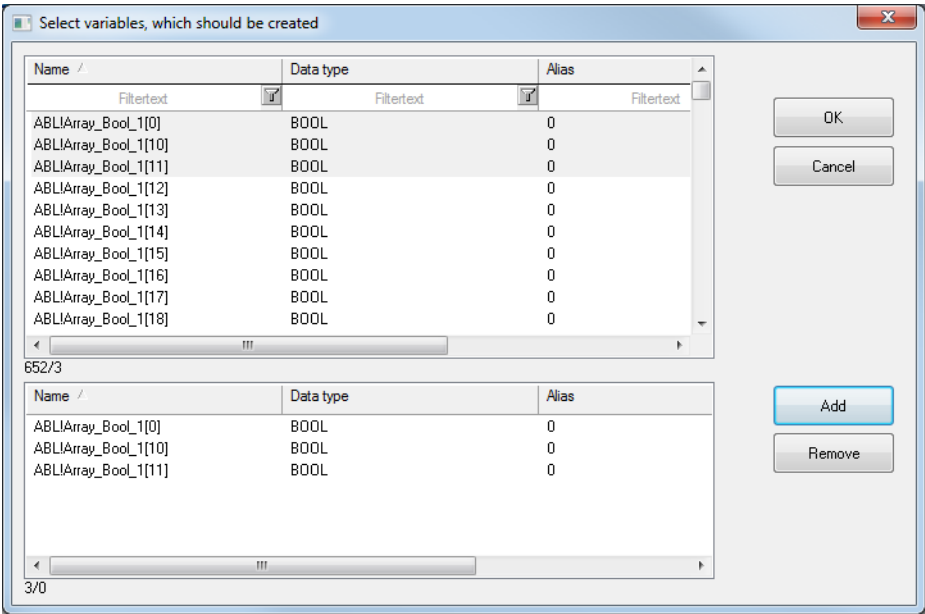 Select variables, which should be created
Name Data type Alias
Filtertext Filtertext Filtertext
ABL!Array_Bool_1[0] BOOL 0
ABL!Array_Bool_1[10] BOOL 0
ABL!Array_Bool_1[11] BOOL 0
ABL!Array_Bool_1[12] BOOL 0
ABL!Array_Bool_1[13] BOOL 0
ABL!Array_Bool_1[14] BOOL 0
ABL!Array_Bool_1[15] BOOL 0
ABL!Array_Bool_1[16] BOOL 0
ABL!Array_Bool_1[17] BOOL 0
ABL!Array_Bool_1[18] BOOL 0
652/3
OK
Cancel
Name Data type Alias
ABL!Array_Bool_1[0] BOOL 0
ABL!Array_Bool_1[10] BOOL 0
ABL!Array_Bool_1[11] BOOL 0
3/0
Add
Remove